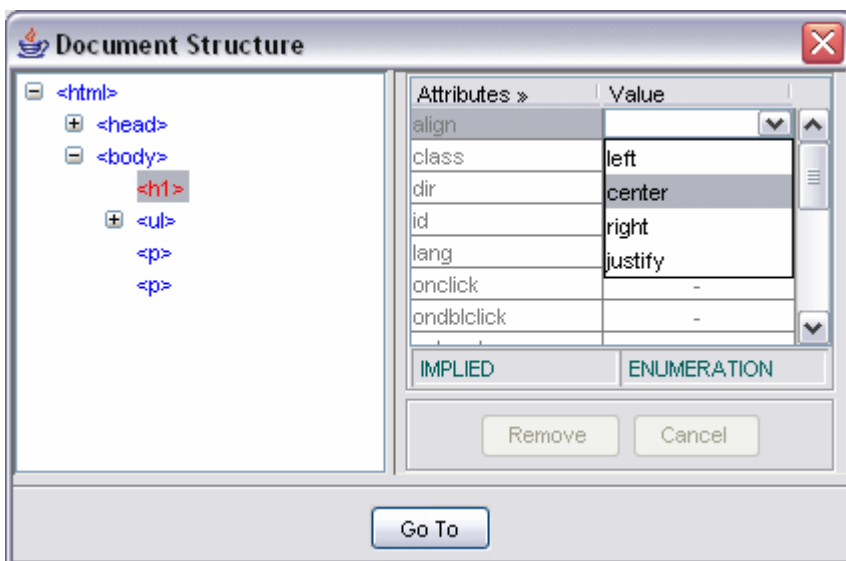 Document Structure
<html>
<head>
<body>
<h1>
<ul>
<p>
<p>
Attributes » Value
align
class
dir
id
lang
onclick -
ondblclick -
left
center
right
justify
IMPLIED ENUMERATION
Remove Cancel
Go To